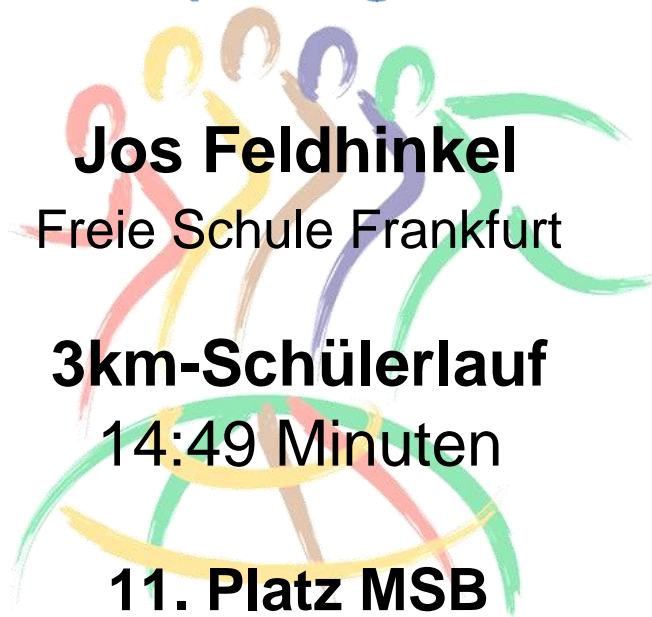 Jos Feldhinkel
Freie Schule Frankfurt
3km-Schülerlauf
14:49 Minuten
11. Platz MSB